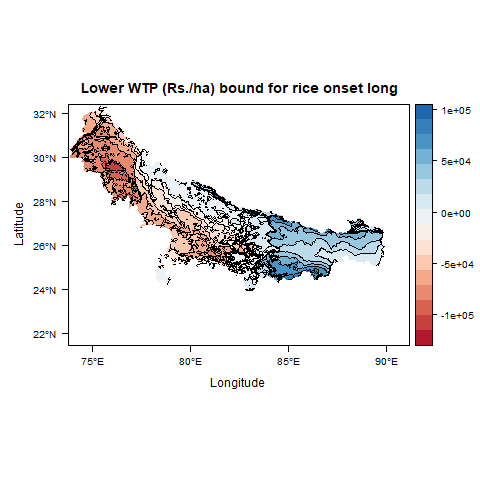 Lower WTP (Rs./ha) bound for rice onset long
32°N
30°N
28°N
26°N
24°N
22°N
Latitude
75°E
80°E
85°E
90°E
Longitude
1e+05
5e+04
0e+00
-5e+04
-1e+05